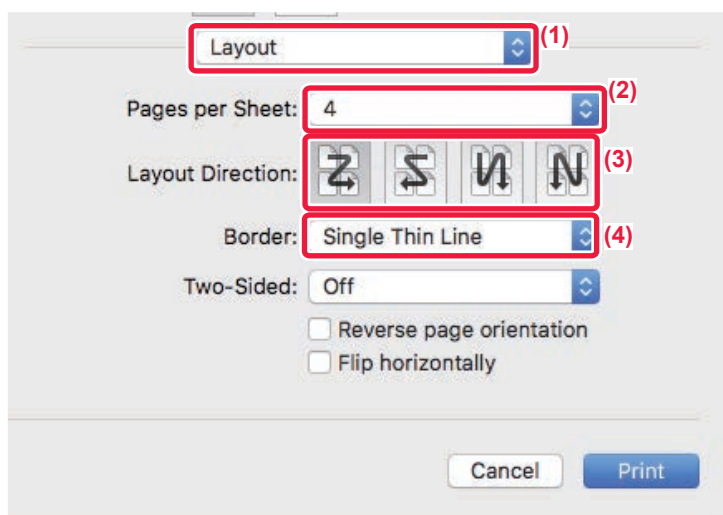 Layout (1)
Pages per Sheet: 4 (2)
Layout Direction: (3)
Border: Single Thin Line (4)
Two-Sided: Off
Reverse page orientation
Flip horizontally
Cancel Print